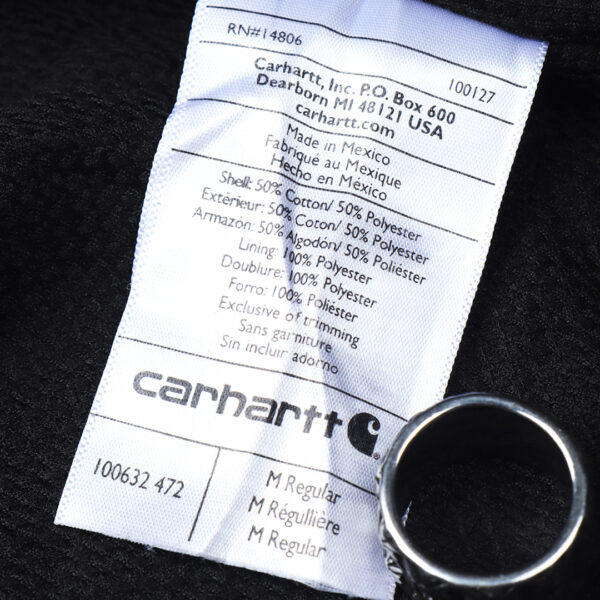 RN#14806
100127
Carhartt, Inc. P.O. Box 600
Dearborn MI 48121 USA
carhartt.com
Made in Mexico
Fabriqué au Mexique
Hecho en México
Shell: 50% Cotton/ 50% Polyester
Extérieur: 50% Coton/ 50% Polyester
Armazón: 50% Algodón/ 50% Poliéster
Lining: 100% Polyester
Doublure: 100% Polyester
Forro: 100% Poliéster
Exclusive of trimming
Sans garniture
Sin incluir adorno
carhartt
100632 472
M Regular
M Régullière
M Regular